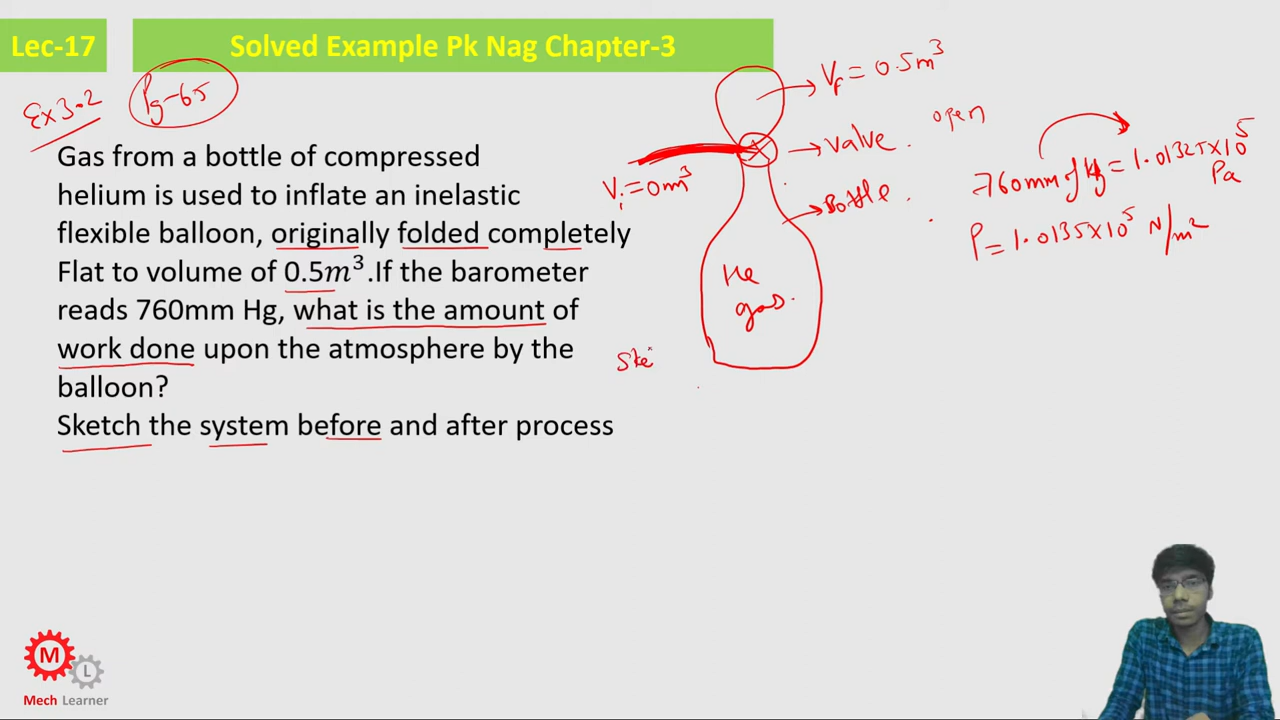 Lec-17
Solved Example Pk Nag Chapter-3
Ex 3.2
Pg-65
Gas from a bottle of compressed
helium is used to inflate an inelastic
flexible balloon, originally folded completely
Flat to volume of 0.5m³.If the barometer
reads 760mm Hg, what is the amount of
work done upon the atmosphere by the
balloon?
Sketch the system before and after process
V_f = 0.5m³
valve
open
V_i = 0m³
Bottle
He
gas
Ske
760mm of Hg = 1.01325×10⁵
Pa
P = 1.0135×10⁵ N/m²
M
L
Mech Learner